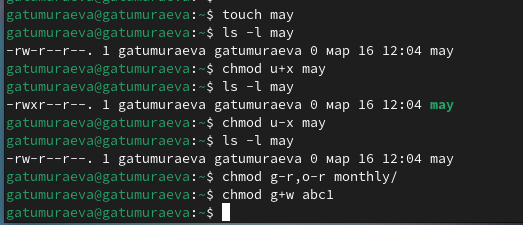 gatumuraeva@gatumuraeva:~$ touch may
gatumuraeva@gatumuraeva:~$ ls -l may
-rw-r--r--. 1 gatumuraeva gatumuraeva 0 мар 16 12:04 may
gatumuraeva@gatumuraeva:~$ chmod u+x may
gatumuraeva@gatumuraeva:~$ ls -l may
-rwxr--r--. 1 gatumuraeva gatumuraeva 0 мар 16 12:04 may
gatumuraeva@gatumuraeva:~$ chmod u-x may
gatumuraeva@gatumuraeva:~$ ls -l may
-rw-r--r--. 1 gatumuraeva gatumuraeva 0 мар 16 12:04 may
gatumuraeva@gatumuraeva:~$ chmod g-r,o-r monthly/
gatumuraeva@gatumuraeva:~$ chmod g+w abc1
gatumuraeva@gatumuraeva:~$